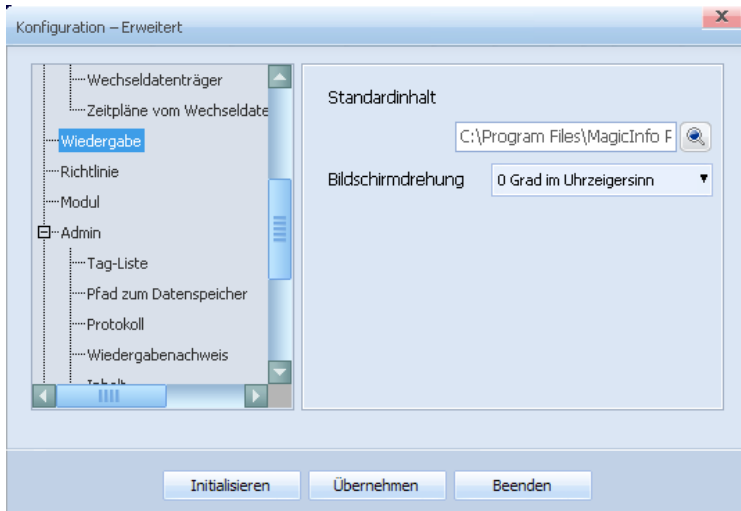 Konfiguration – Erweitert
x
Wechseldatenträger
Zeitpläne vom Wechseldate
Wiedergabe
Richtlinie
Modul
Admin
Tag-Liste
Pfad zum Datenspeicher
Protokoll
Wiedergabenachweis
Inhalt
Standardinhalt
C:\Program Files\MagicInfo P
Bildschirmdrehung
0 Grad im Uhrzeigersinn
Initialisieren
Übernehmen
Beenden